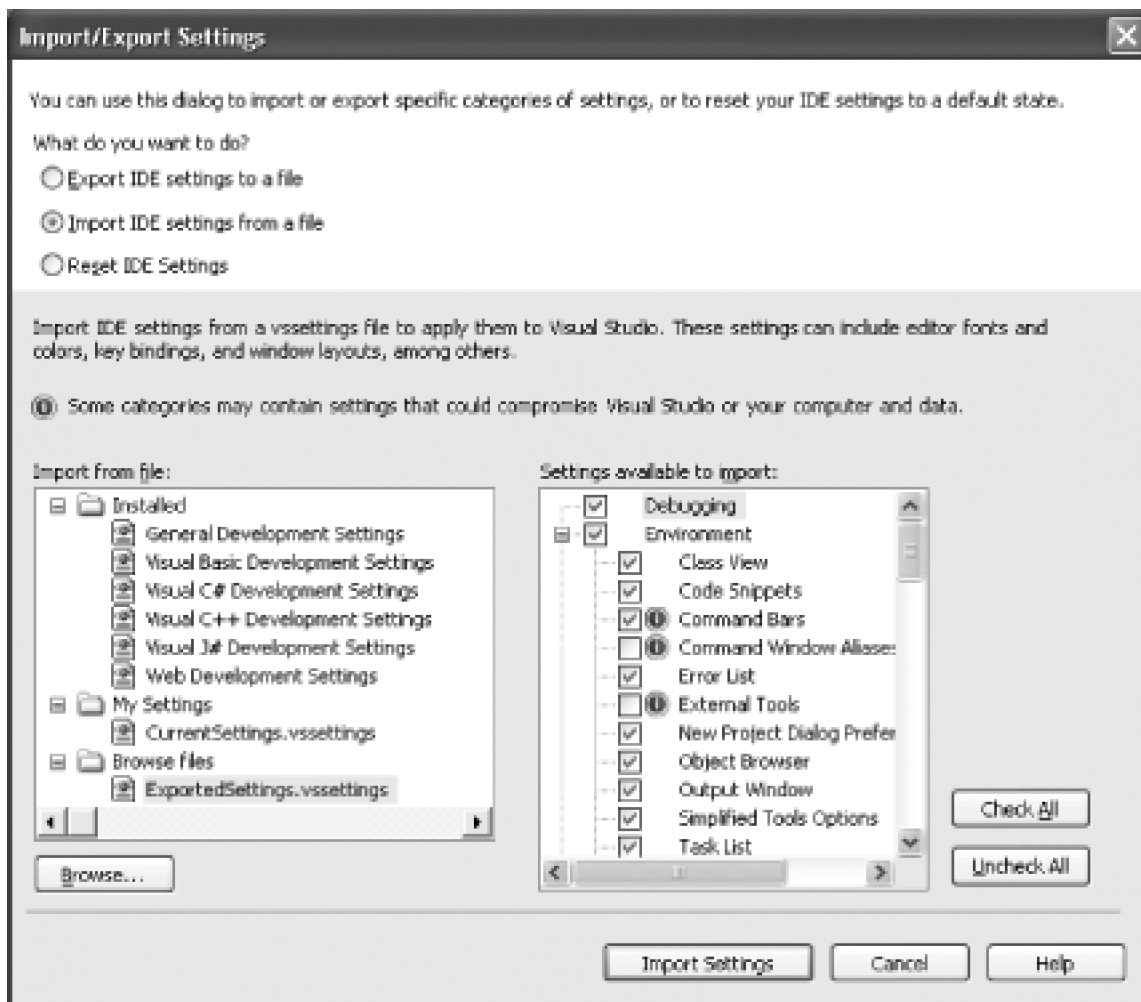 Import/Export Settings
You can use this dialog to import or export specific categories of settings, or to reset your IDE settings to a default state.
What do you want to do?
Export IDE settings to a file
Import IDE settings from a file
Reset IDE Settings
Import IDE settings from a vssettings file to apply them to Visual Studio. These settings can include editor fonts and
colors, key bindings, and window layouts, among others.
Some categories may contain settings that could compromise Visual Studio or your computer and data.
Import from file:
Installed
General Development Settings
Visual Basic Development Settings
Visual C# Development Settings
Visual C++ Development Settings
Visual J# Development Settings
Web Development Settings
My Settings
CurrentSettings.vssettings
Browse files
ExportedSettings.vssettings
Browse...
Settings available to import:
Debugging
Environment
Class View
Code Snippets
Command Bars
Command Window Aliases
Error List
External Tools
New Project Dialog Prefer
Object Browser
Output Window
Simplified Tools Options
Task List
Check All
Uncheck All
Import Settings
Cancel
Help